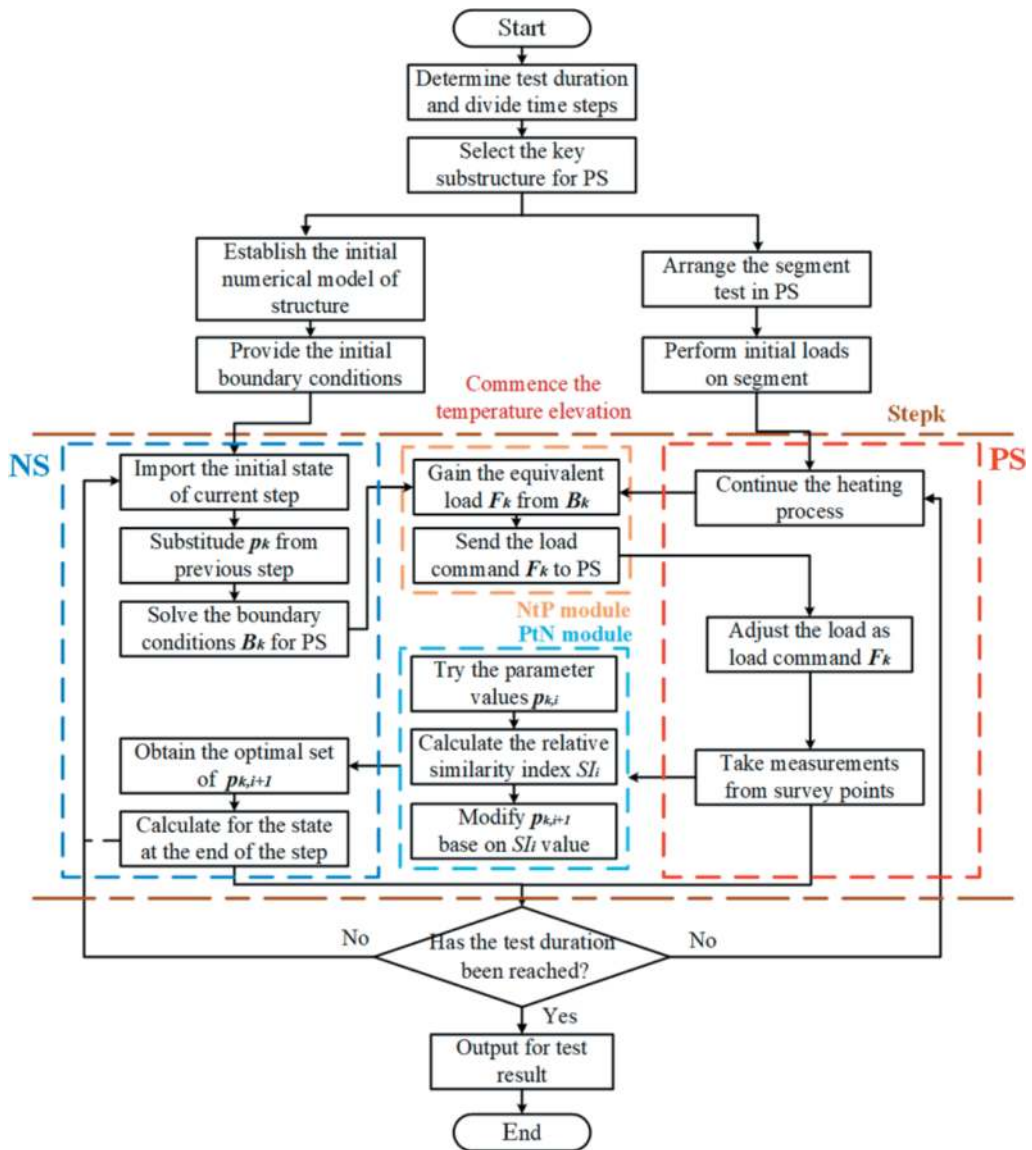 Start
Determine test duration
and divide time steps
Select the key
substructure for PS
Establish the initial
numerical model of
structure
Arrange the segment
test in PS
Provide the initial
boundary conditions
Perform initial loads
on segment
Commence the
temperature elevation
Stepk
NS
PS
Import the initial state
of current step
Substitude pk from
previous step
Solve the boundary
conditions Bk for PS
Gain the equivalent
load Fk from Bk
Send the load
command Fk to PS
NtP module
PtN module
Continue the heating
process
Adjust the load as
load command Fk
Try the parameter
values pk,i
Calculate the relative
similarity index SIi
Modify pk,i+1
base on SIi value
Take measurements
from survey points
Obtain the optimal set
of pk,i+1
Calculate for the state
at the end of the step
No
Has the test duration
been reached?
No
Yes
Output for test
result
End